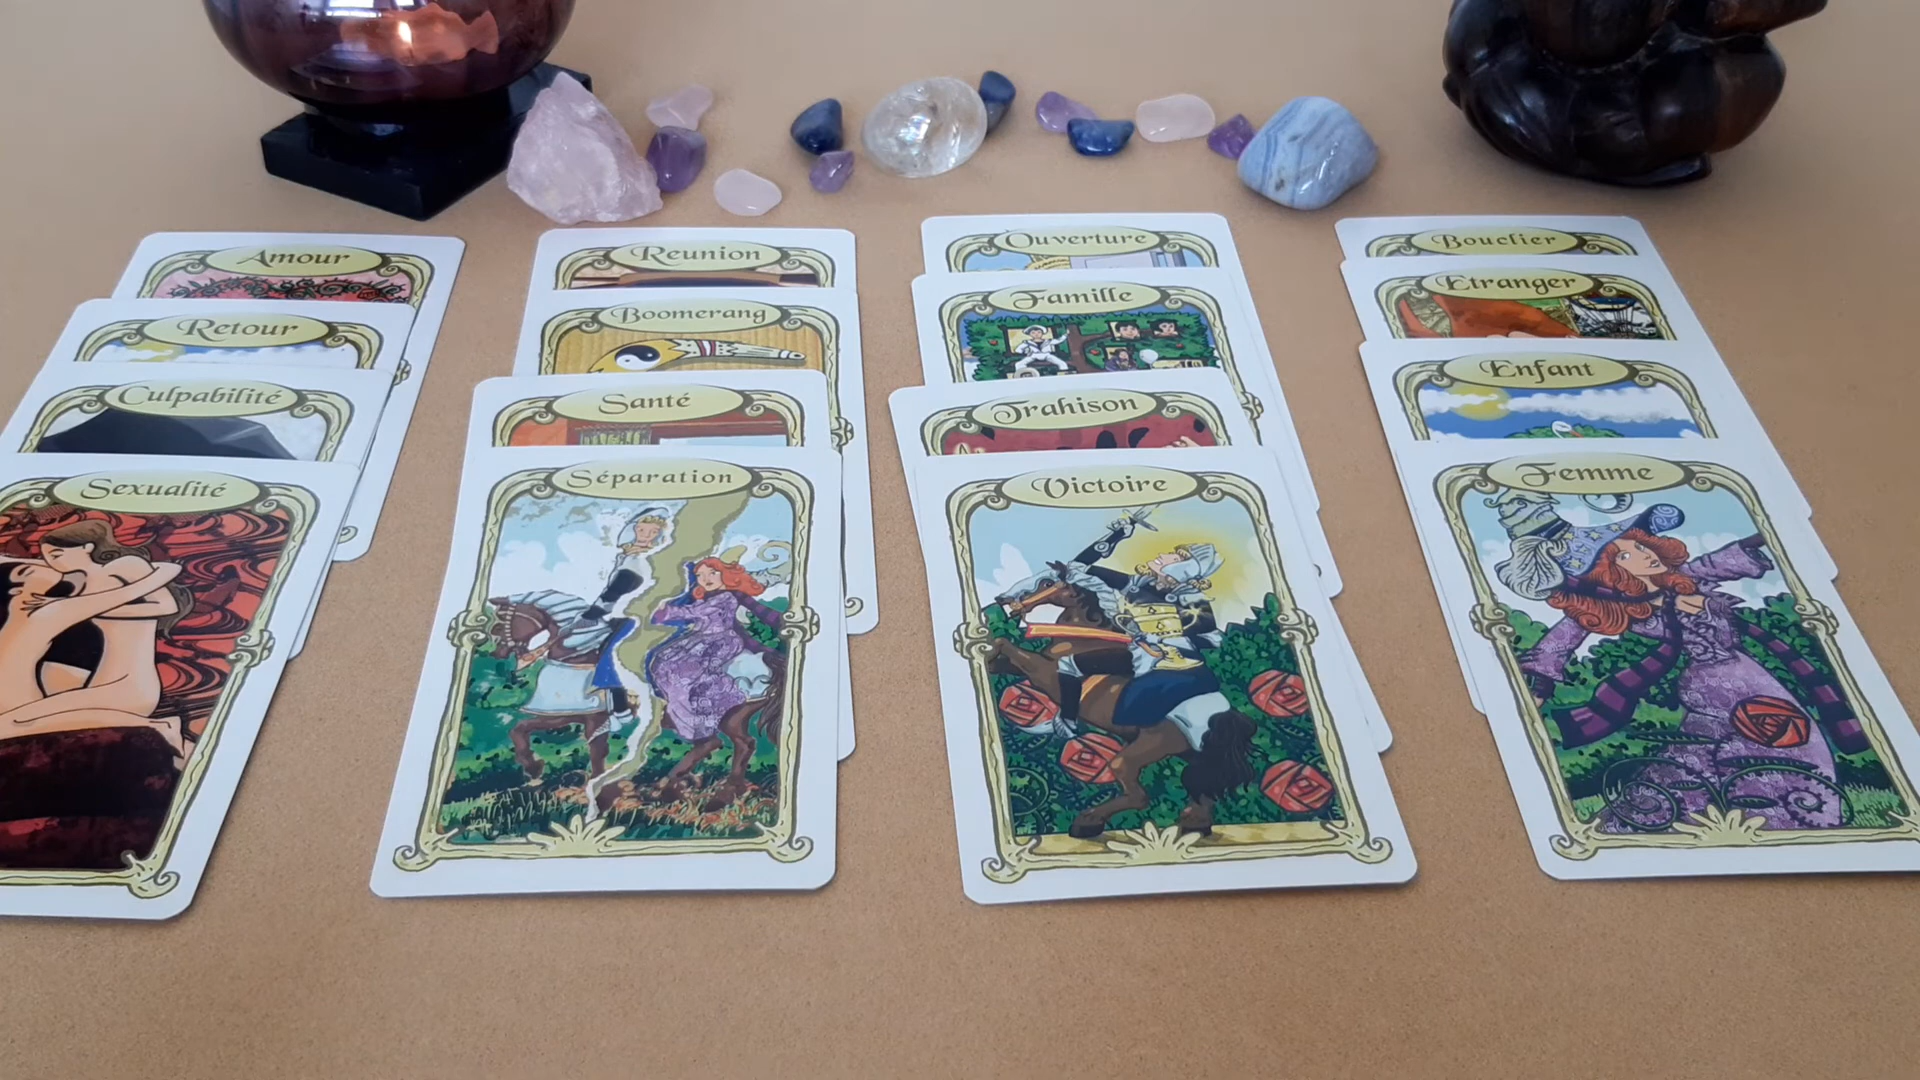 Amour
Retour
Culpabilité
Sexualité
Reunion
Boomerang
Santé
Séparation
Ouverture
Famille
Trahison
Victoire
Bouclier
Etranger
Enfant
Femme